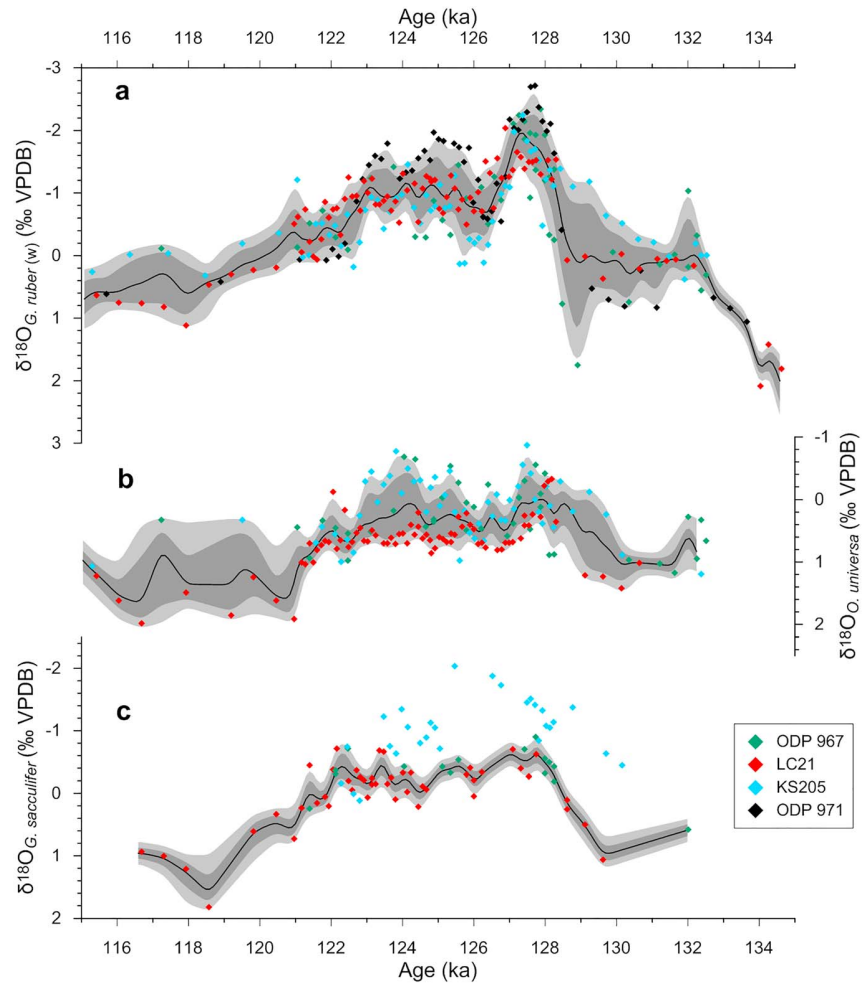 Age (ka)
116 118 120 122 124 126 128 130 132 134
a
-3
-2
-1
0
1
2
3
δ18OG. ruber (w) (‰ VPDB)
b
-1
0
1
2
δ18OO. universa (‰ VPDB)
c
-2
-1
0
1
2
δ18OG. sacculifer (‰ VPDB)
ODP 967
LC21
KS205
ODP 971
116 118 120 122 124 126 128 130 132 134
Age (ka)